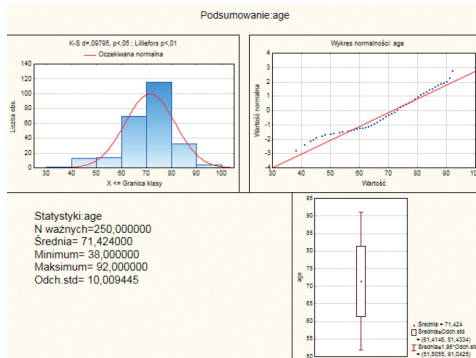 Podsumowanie:age
K-S d=,09795, p<,05 ; Lilliefors p<,01
Oczekiwana normalna
Liczba obs.
140
120
100
80
60
40
20
0
30 40 50 60 70 80 90 100
X <= Granica klasy
Wykres normalności: age
Wartość normalna
4
3
2
1
0
-1
-2
-3
-4
30 40 50 60 70 80 90 100
Wartość
Statystyki:age
N ważnych=250,000000
Średnia= 71,424000
Minimum= 38,000000
Maksimum= 92,000000
Odch.std= 10,009445
age
95
90
85
80
75
70
65
60
55
50
Średnia = 71,424
Średnia±Odch.std
= (61,4146, 81,4334)
Średnia±1,96*Odch.std
= (51,8055, 91,0425)